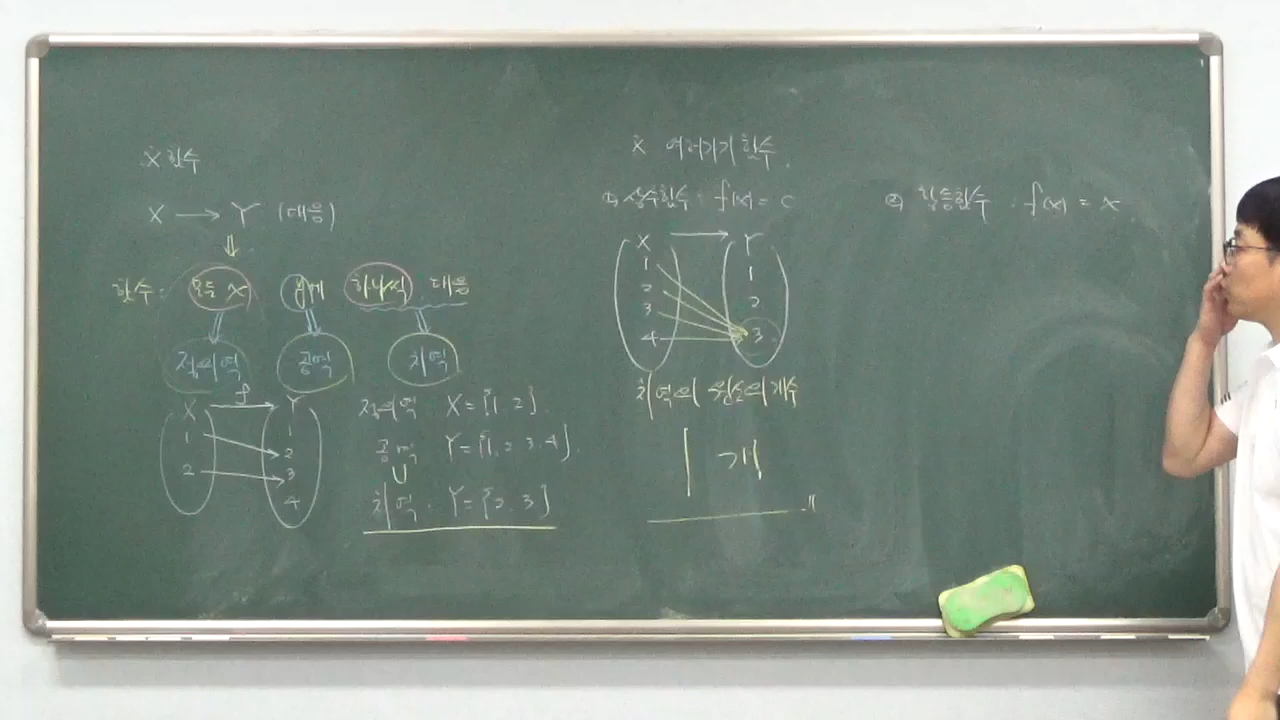 ※ 함수
X → Y (대응)
⇓
함수 : 모든 x 하나씩 대응
정의역 공역 치역
X f Y
1 1
2 2
3
4
정의역 X = {1, 2}.
공역 Y = {1, 2, 3, 4}.
∪
치역 : Y = {2, 3}
※ 여러가지 함수.
① 상수함수 : f(x) = c
X → Y
1 1
2 2
3 3
4
치역의 원소의 개수
1 개
② 항등함수 : f(x) = x